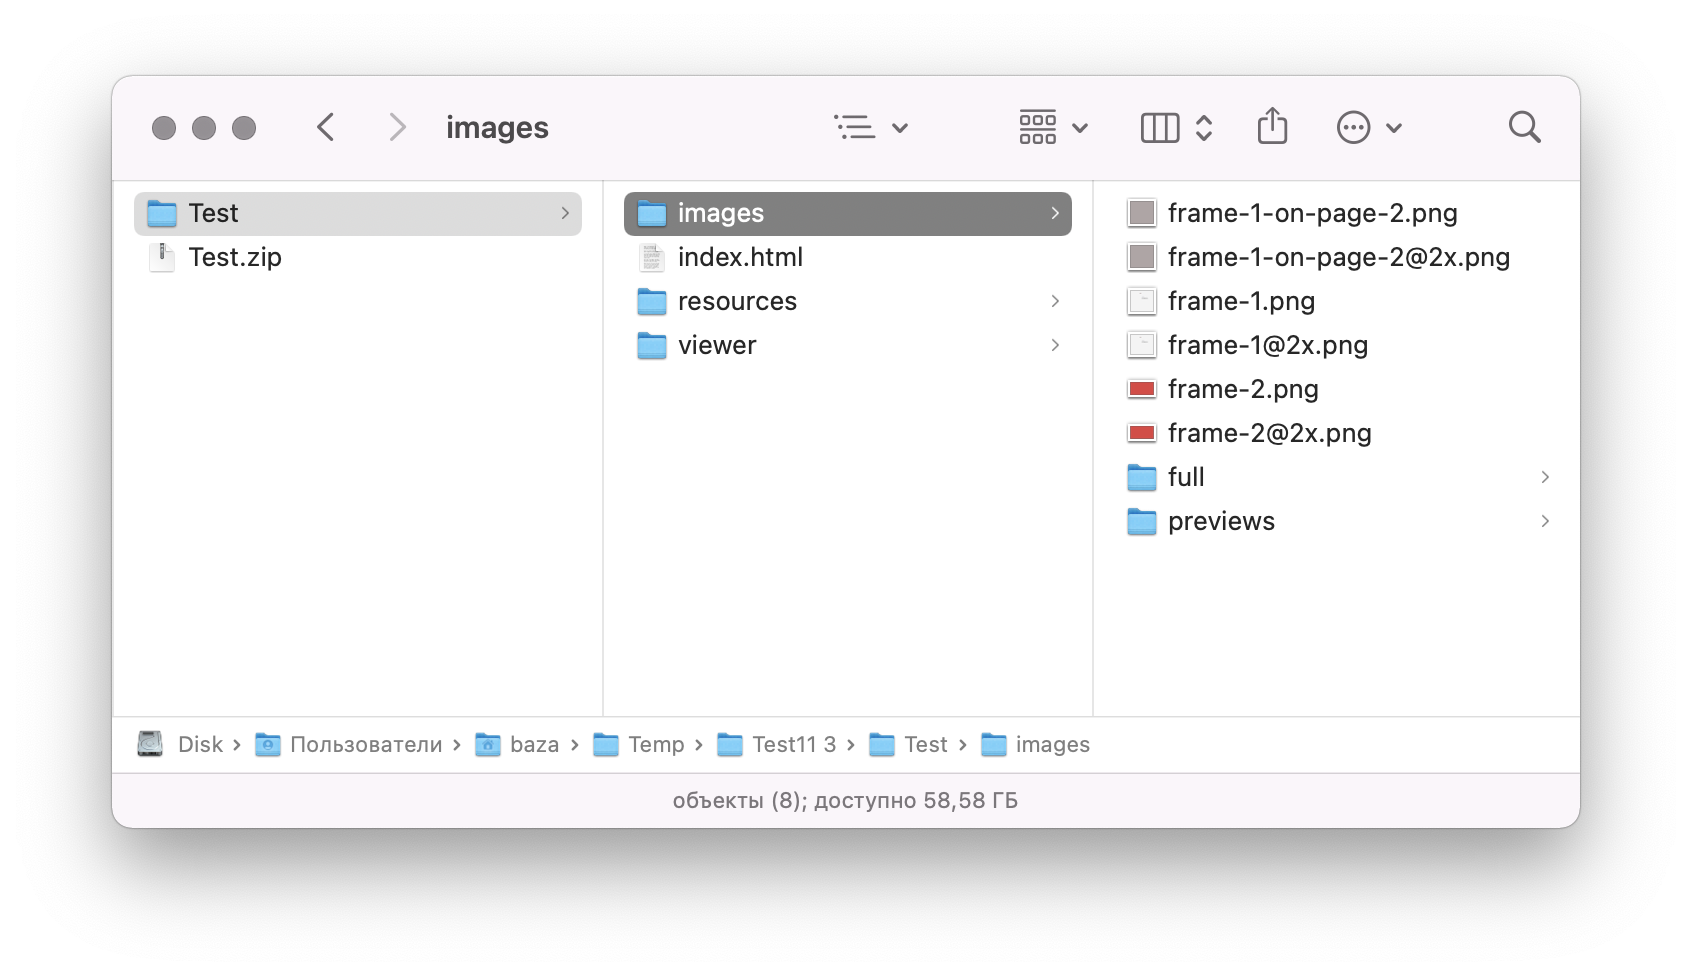 images
Test
Test.zip
images
index.html
resources
viewer
frame-1-on-page-2.png
frame-1-on-page-2@2x.png
frame-1.png
frame-1@2x.png
frame-2.png
frame-2@2x.png
full
previews
Disk › Пользователи › baza › Temp › Test11 3 › Test › images
объекты (8); доступно 58,58 ГБ